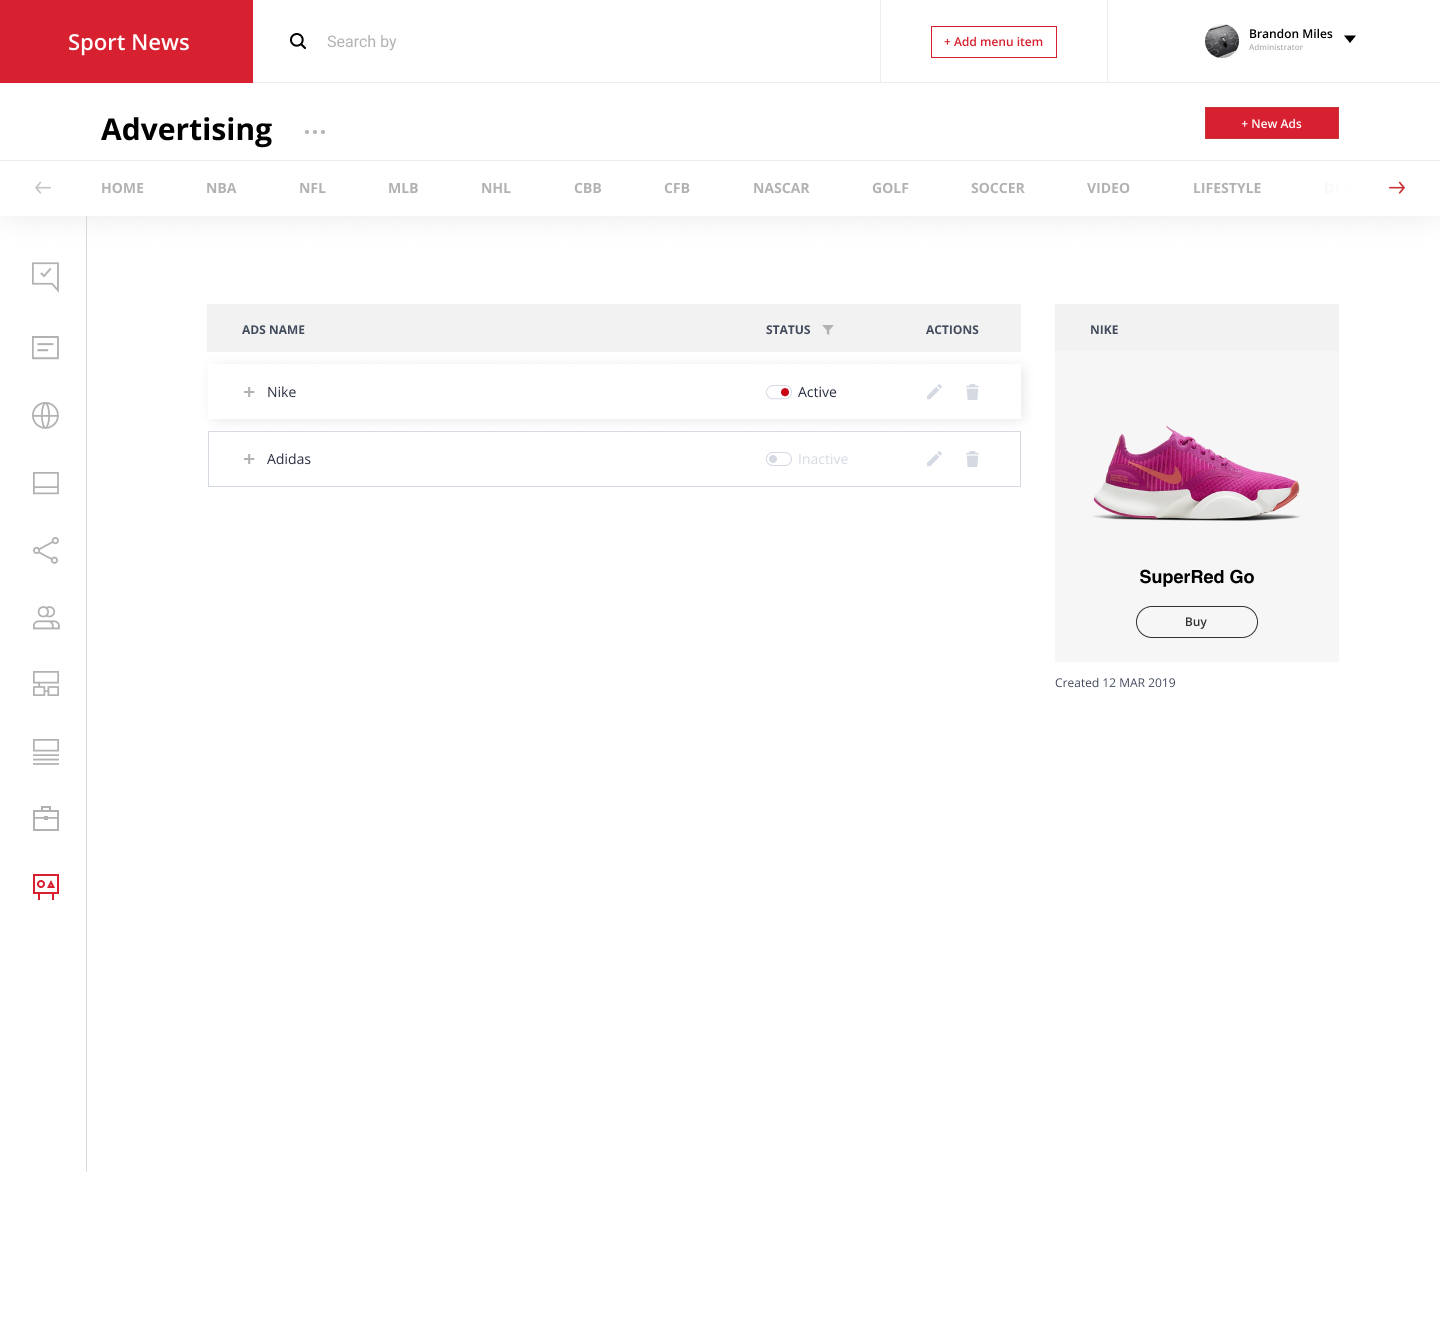 Sport News
Search by
+ Add menu item
Brandon Miles
Administrator
Advertising
...
+ New Ads
HOME NBA NFL MLB NHL CBB CFB NASCAR GOLF SOCCER VIDEO LIFESTYLE
ADS NAME STATUS ACTIONS
NIKE
+ Nike Active
+ Adidas Inactive
SuperRed Go
Buy
Created 12 MAR 2019